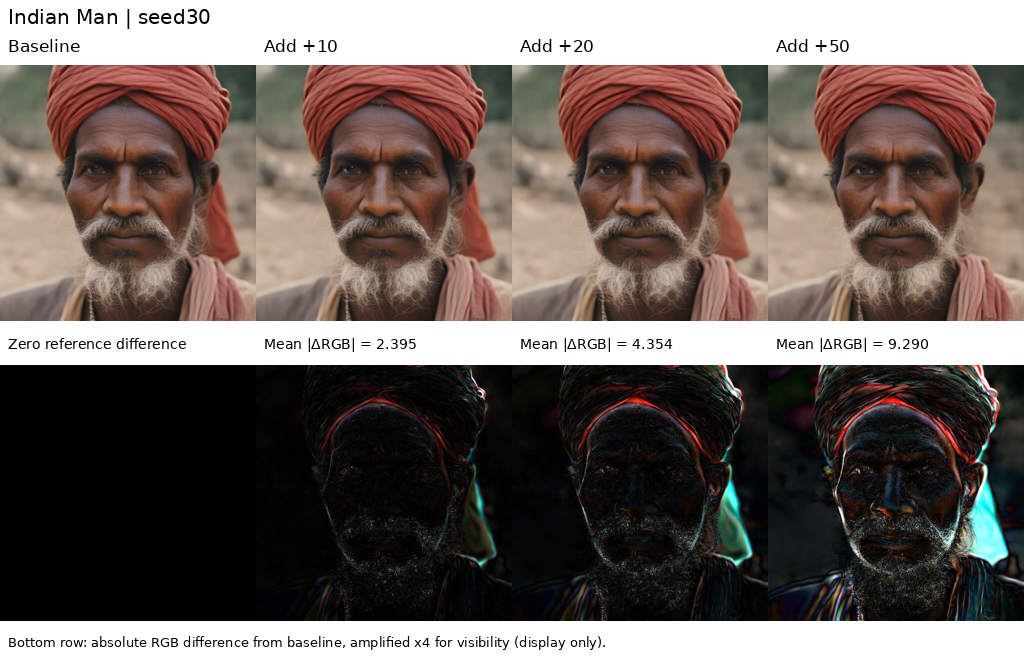 Indian Man | seed30
Baseline Add +10 Add +20 Add +50
Zero reference difference Mean |ΔRGB| = 2.395 Mean |ΔRGB| = 4.354 Mean |ΔRGB| = 9.290
Bottom row: absolute RGB difference from baseline, amplified x4 for visibility (display only).